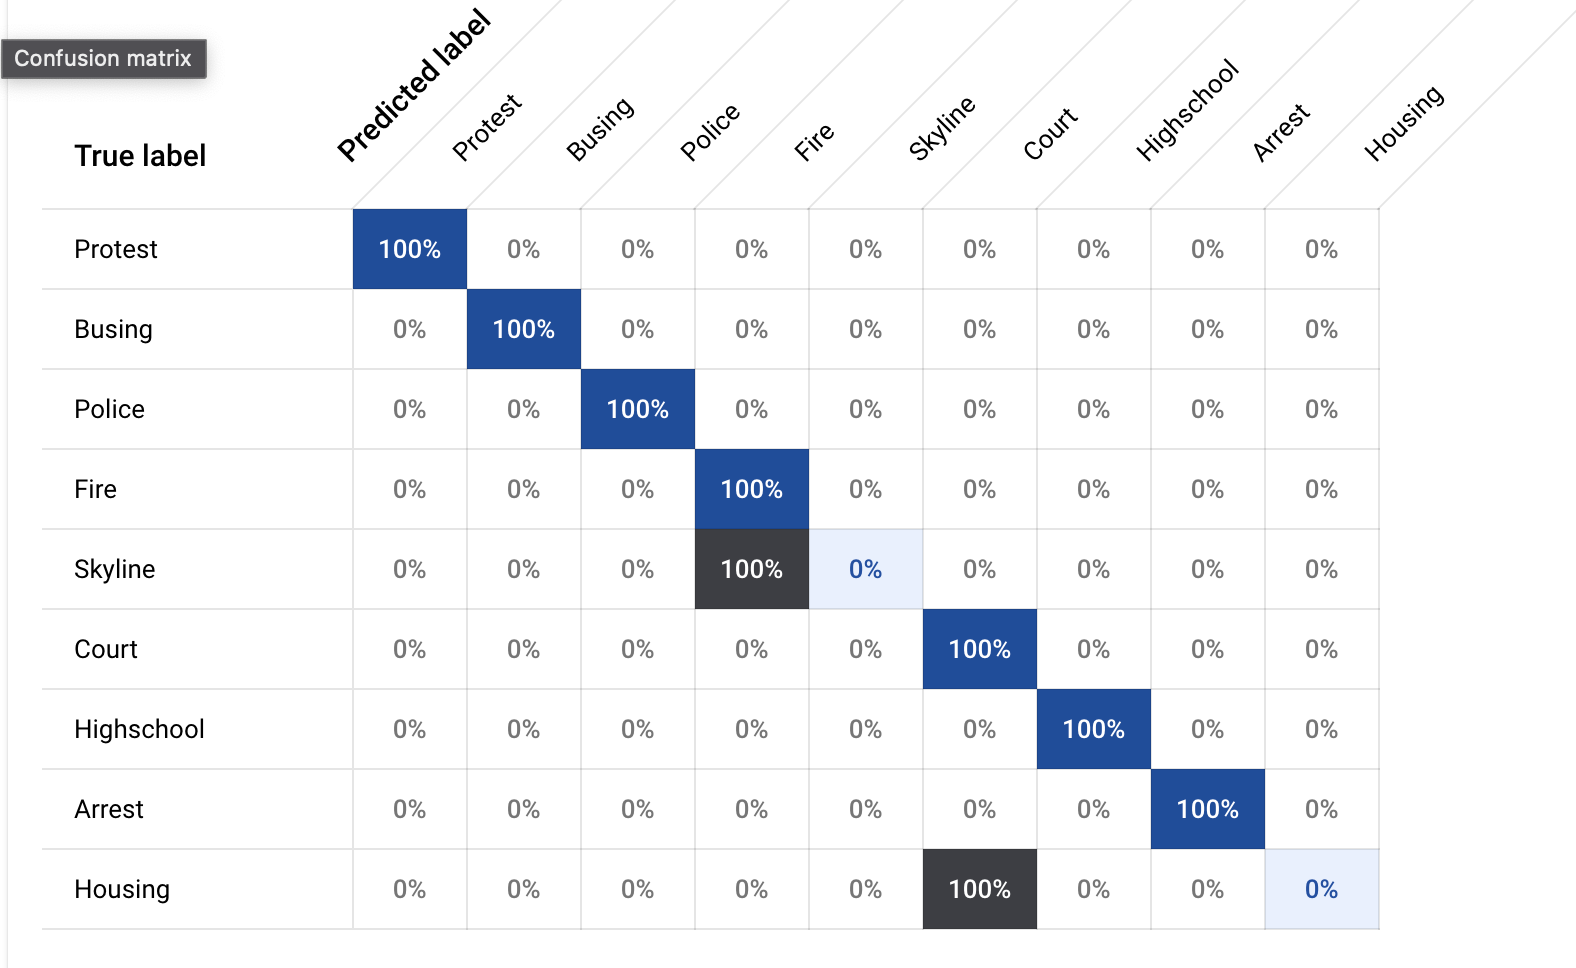 Confusion matrix
True label
Predicted label
Protest
Busing
Police
Fire
Skyline
Court
Highschool
Arrest
Housing
Protest 100% 0% 0% 0% 0% 0% 0% 0% 0%
Busing 0% 100% 0% 0% 0% 0% 0% 0% 0%
Police 0% 0% 100% 0% 0% 0% 0% 0% 0%
Fire 0% 0% 0% 100% 0% 0% 0% 0% 0%
Skyline 0% 0% 0% 100% 0% 0% 0% 0% 0%
Court 0% 0% 0% 0% 0% 100% 0% 0% 0%
Highschool 0% 0% 0% 0% 0% 0% 100% 0% 0%
Arrest 0% 0% 0% 0% 0% 0% 0% 100% 0%
Housing 0% 0% 0% 0% 0% 100% 0% 0% 0%